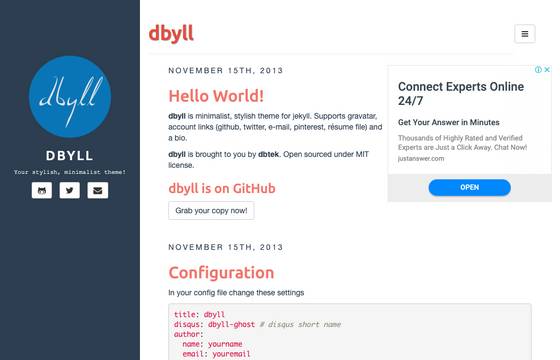 dbyll
DBYLL
Your stylish, minimalist theme!
dbyll
NOVEMBER 15TH, 2013
Hello World!
dbyll is minimalist, stylish theme for jekyll. Supports gravatar,
account links (github, twitter, e-mail, pinterest, résume file) and
a bio.
dbyll is brought to you by dbtek. Open sourced under MIT
license.
dbyll is on GitHub
Grab your copy now!
Connect Experts Online
24/7
Get Your Answer in Minutes
Thousands of Highly Rated and Verified
Experts are Just a Click Away. Chat Now!
justanswer.com
OPEN
NOVEMBER 15TH, 2013
Configuration
In your config file change these settings
title: dbyll
disqus: dbyll-ghost # disqus short name
author:
  name: yourname
  email: youremail